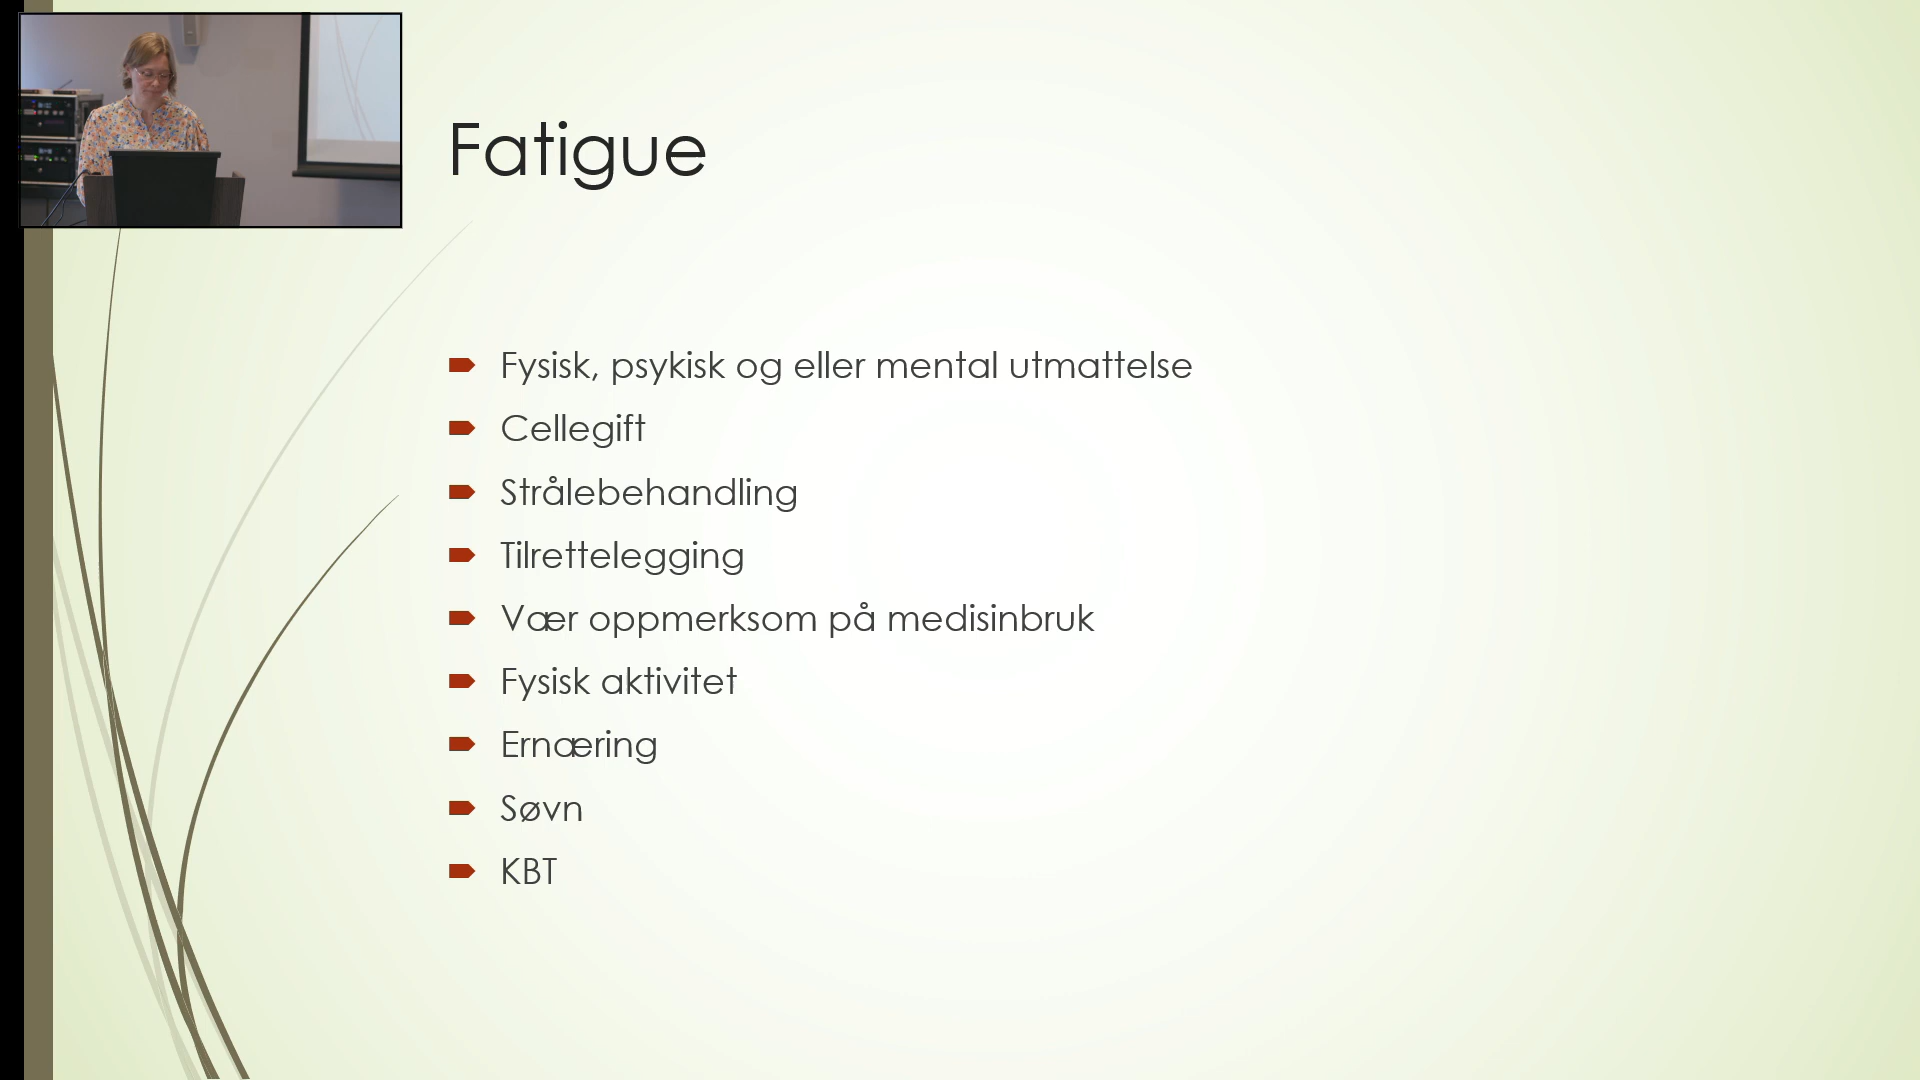 Fatigue
Fysisk, psykisk og eller mental utmattelse
Cellegift
Strålebehandling
Tilrettelegging
Vær oppmerksom på medisinbruk
Fysisk aktivitet
Ernæring
Søvn
KBT